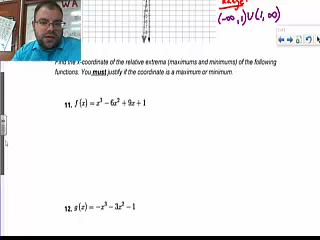 (-∞, 1) ∪ (1, ∞)
Find the x-coordinate of the relative extrema (maximums and minimums) of the following
functions. You must justify if the coordinate is a maximum or minimum.
11. f(x) = x³ − 6x² + 9x + 1
12. g(x) = −x³ − 3x² − 1